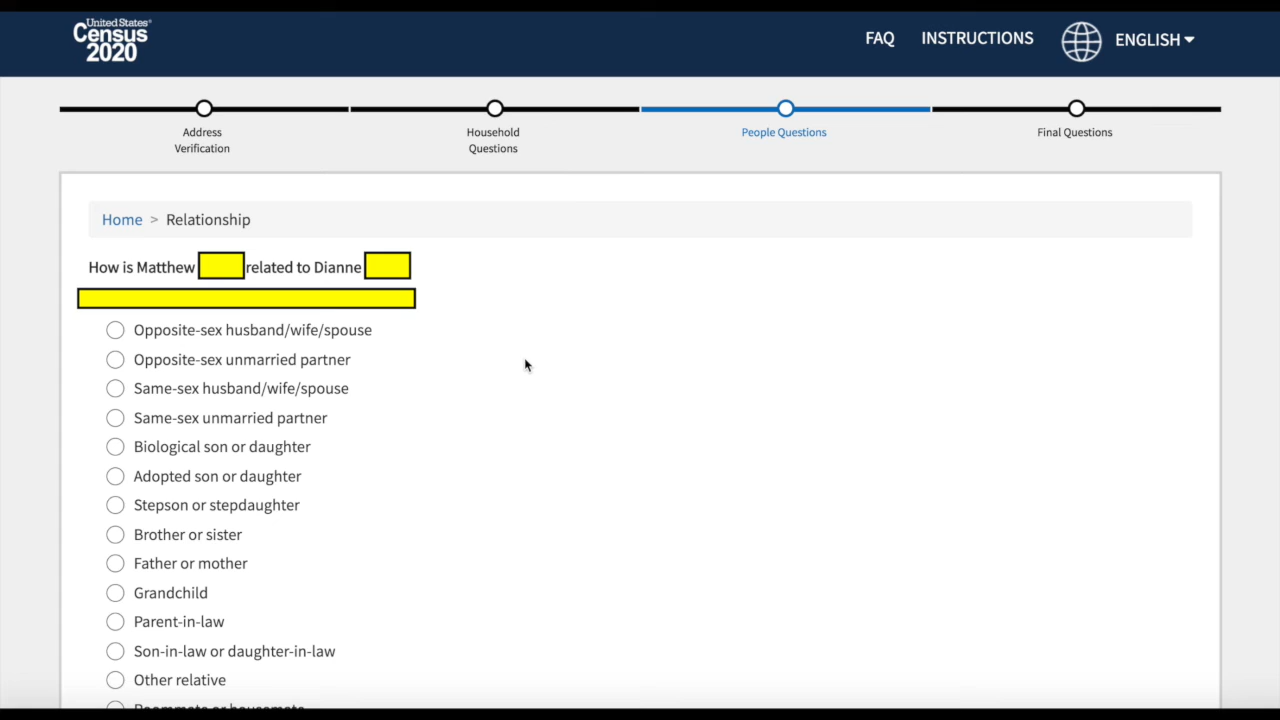 United States®
Census
2020
FAQ INSTRUCTIONS ENGLISH
Address
Verification
Household
Questions
People Questions
Final Questions
Home > Relationship
How is Matthew related to Dianne
Opposite-sex husband/wife/spouse
Opposite-sex unmarried partner
Same-sex husband/wife/spouse
Same-sex unmarried partner
Biological son or daughter
Adopted son or daughter
Stepson or stepdaughter
Brother or sister
Father or mother
Grandchild
Parent-in-law
Son-in-law or daughter-in-law
Other relative
Roommate or housemate